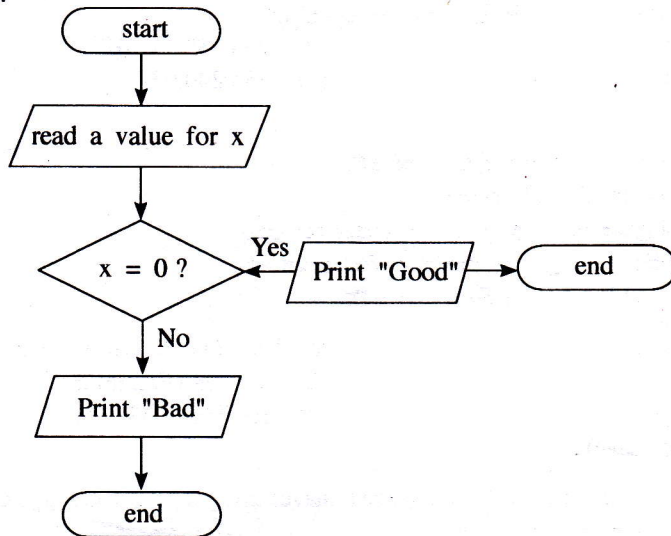 start
read a value for x
x = 0 ?
Yes
Print "Good"
end
No
Print "Bad"
end